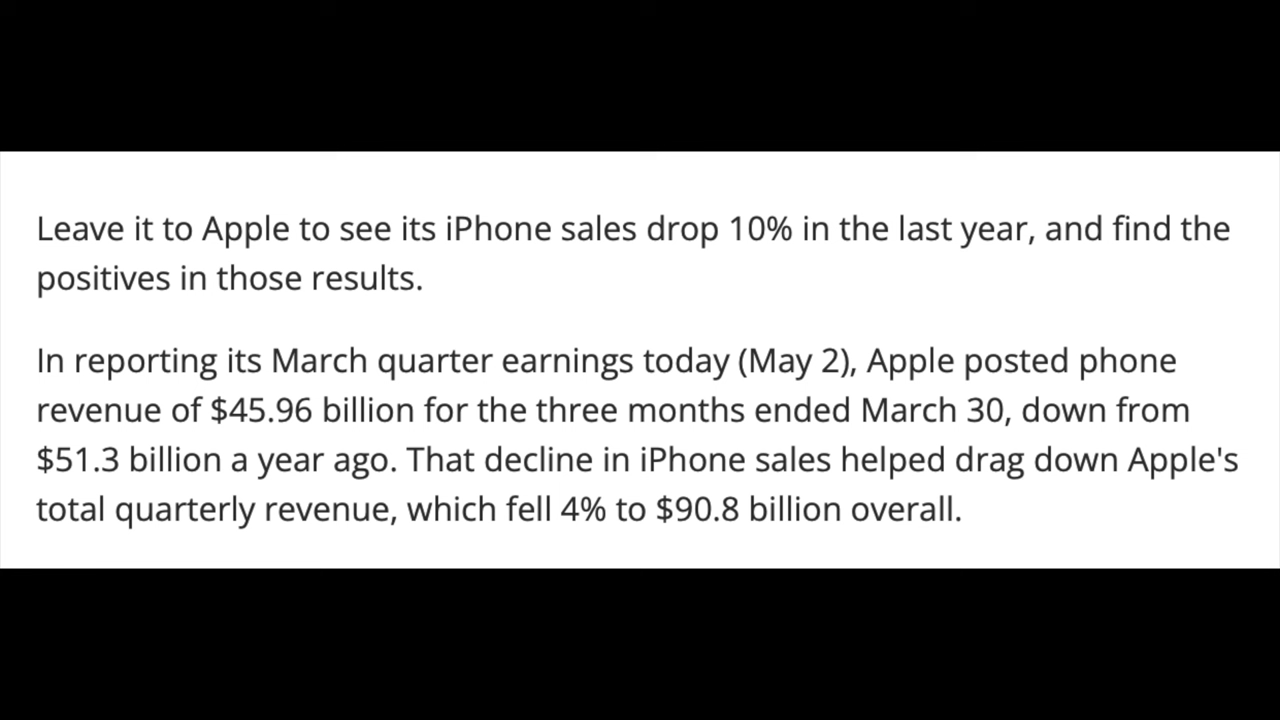 Leave it to Apple to see its iPhone sales drop 10% in the last year, and find the
positives in those results.
In reporting its March quarter earnings today (May 2), Apple posted phone
revenue of $45.96 billion for the three months ended March 30, down from
$51.3 billion a year ago. That decline in iPhone sales helped drag down Apple's
total quarterly revenue, which fell 4% to $90.8 billion overall.